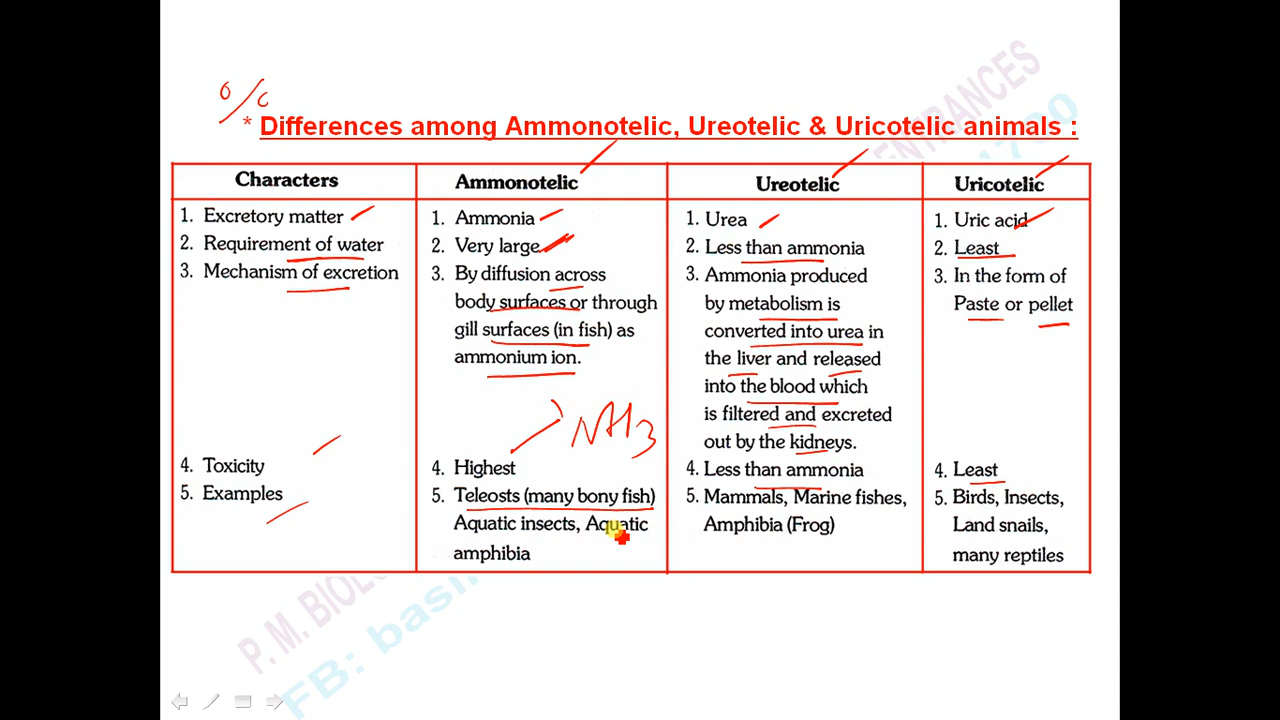 0/c
* Differences among Ammonotelic, Ureotelic & Uricotelic animals :
Characters
1. Excretory matter
2. Requirement of water
3. Mechanism of excretion
4. Toxicity
5. Examples
Ammonotelic
1. Ammonia
2. Very large
3. By diffusion across
body surfaces or through
gill surfaces (in fish) as
ammonium ion.
NH3
4. Highest
5. Teleosts (many bony fish)
Aquatic insects, Aquatic
amphibia
Ureotelic
1. Urea
2. Less than ammonia
3. Ammonia produced
by metabolism is
converted into urea in
the liver and released
into the blood which
is filtered and excreted
out by the kidneys.
4. Less than ammonia
5. Mammals, Marine fishes,
Amphibia (Frog)
Uricotelic
1. Uric acid
2. Least
3. In the form of
Paste or pellet
4. Least
5. Birds, Insects,
Land snails,
many reptiles
ENTRANCES
P. M. BIOLO
FB: basi